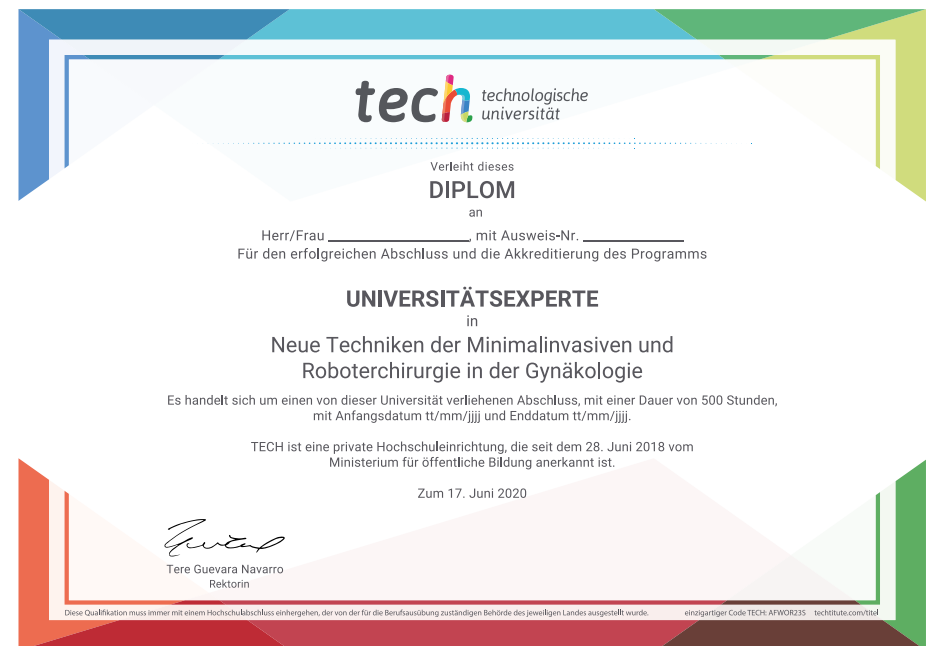 tech technologische
universität
Verleiht dieses
DIPLOM
an
Herr/Frau ____________________, mit Ausweis-Nr. ______________
Für den erfolgreichen Abschluss und die Akkreditierung des Programms
UNIVERSITÄTSEXPERTE
in
Neue Techniken der Minimalinvasiven und
Roboterchirurgie in der Gynäkologie
Es handelt sich um einen von dieser Universität verliehenen Abschluss, mit einer Dauer von 500 Stunden,
mit Anfangsdatum tt/mm/jjjj und Enddatum tt/mm/jjjj.
TECH ist eine private Hochschuleinrichtung, die seit dem 28. Juni 2018 vom
Ministerium für öffentliche Bildung anerkannt ist.
Zum 17. Juni 2020
Tere Guevara Navarro
Rektorin
Diese Qualifikation muss immer mit einem Hochschulabschluss einhergehen, der von der für die Berufsausübung zuständigen Behörde des jeweiligen Landes ausgestellt wurde. einzigartiger Code TECH: AFWOR23S techtitute.com/titel